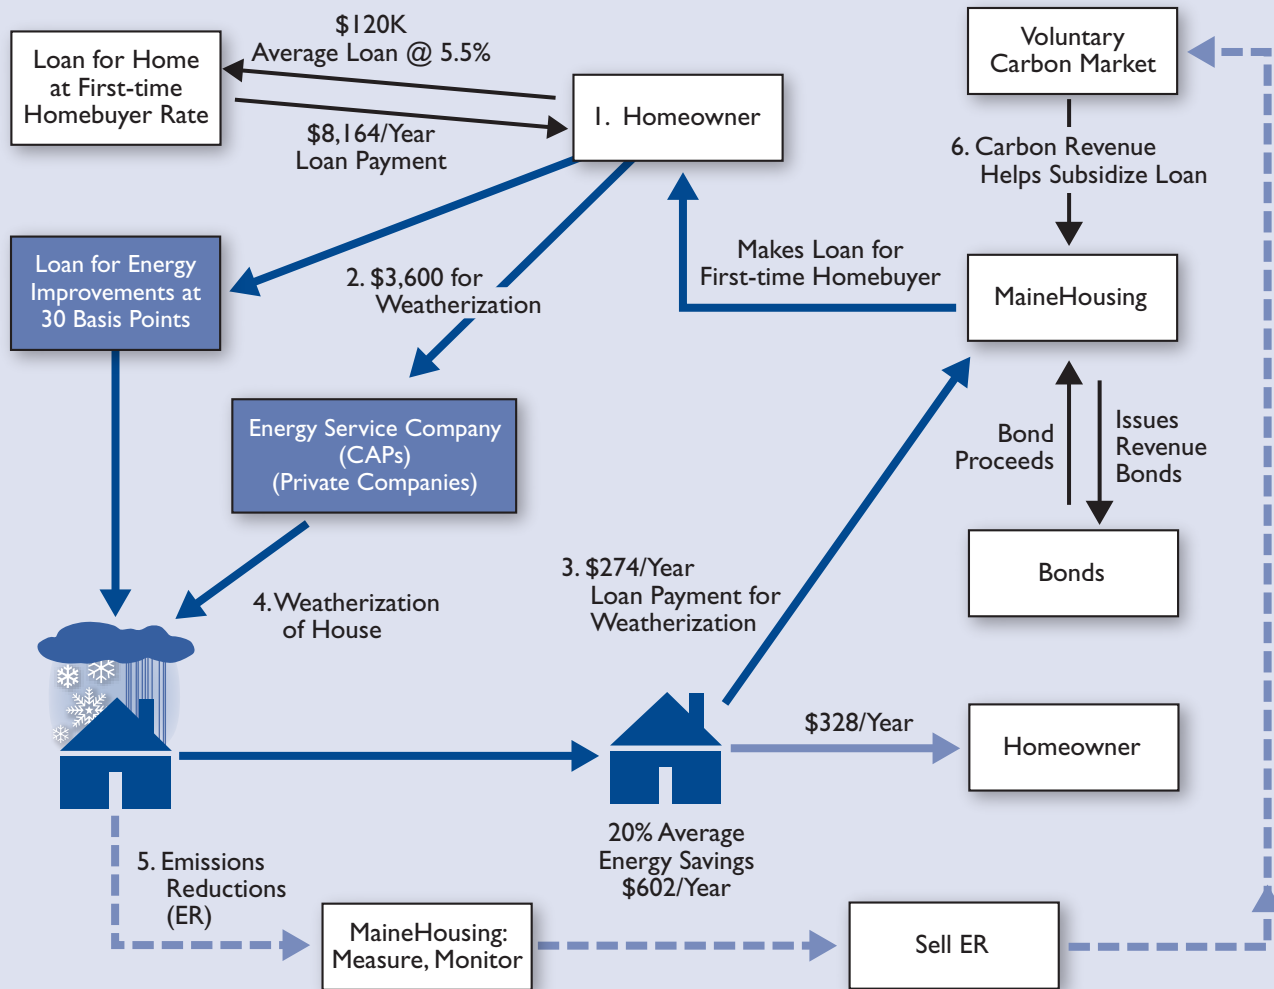 $120K
Average Loan @ 5.5%
Loan for Home
at First-time
Homebuyer Rate
$8,164/Year
Loan Payment
1. Homeowner
Voluntary
Carbon Market
6. Carbon Revenue
Helps Subsidize Loan
Loan for Energy
Improvements at
30 Basis Points
2. $3,600 for
Weatherization
Makes Loan for
First-time Homebuyer
MaineHousing
Energy Service Company
(CAPs)
(Private Companies)
Bond
Proceeds
Issues
Revenue
Bonds
Bonds
3. $274/Year
Loan Payment for
Weatherization
4. Weatherization
of House
$328/Year
Homeowner
20% Average
Energy Savings
$602/Year
5. Emissions
Reductions
(ER)
MaineHousing:
Measure, Monitor
Sell ER